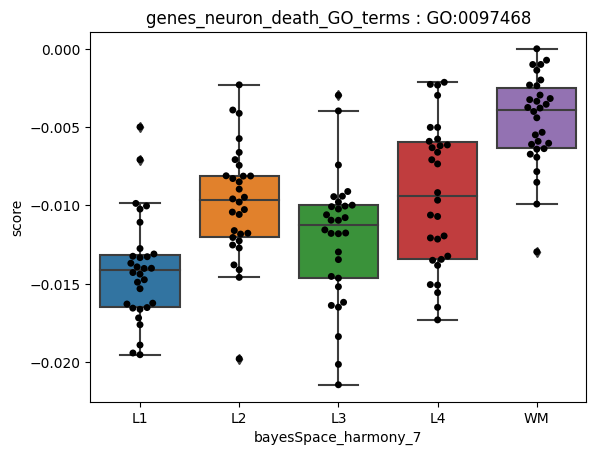 genes_neuron_death_GO_terms : GO:0097468
0.000
−0.005
−0.010
−0.015
−0.020
score
L1 L2 L3 L4 WM
bayesSpace_harmony_7